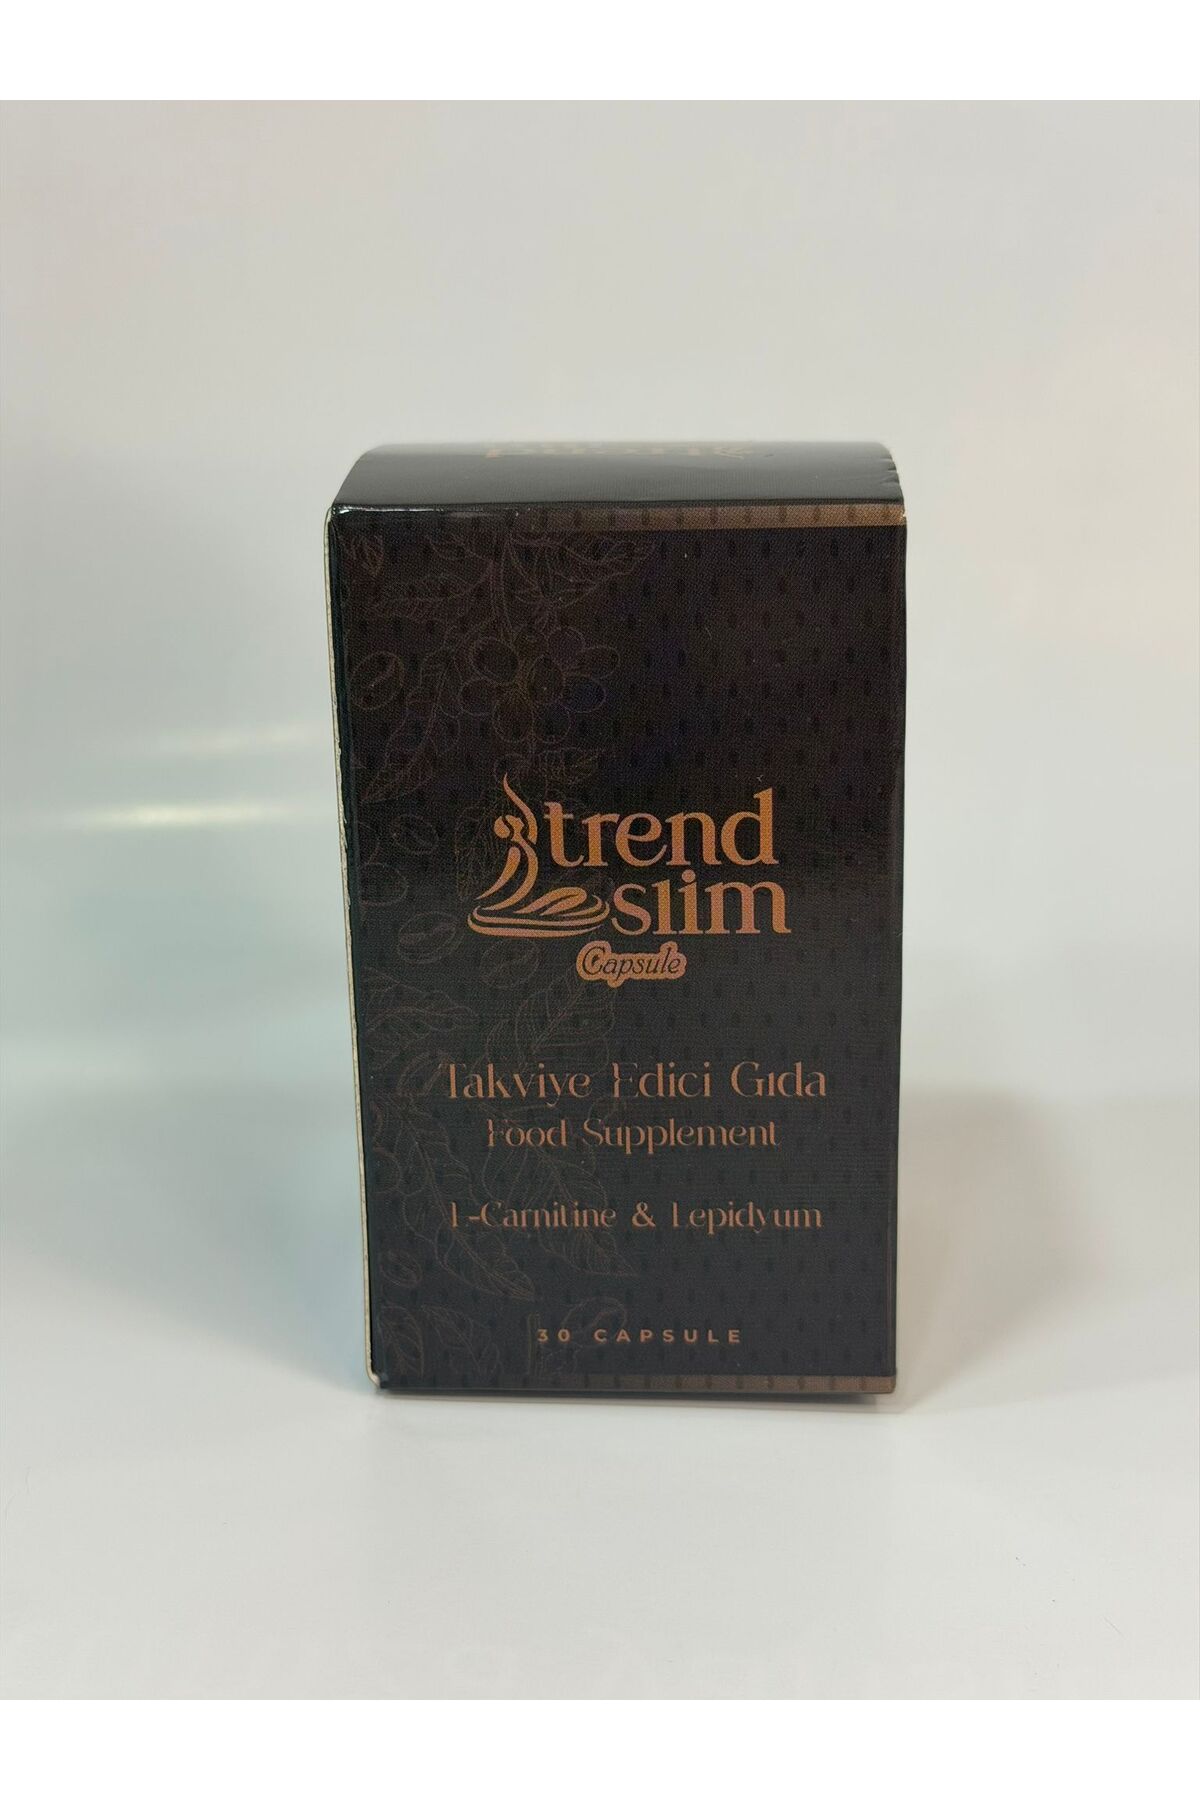 trend
slim
Capsule
Takviye Edici Gıda
Food Supplement
L-Carnitine & Lepidyum
30 CAPSULE